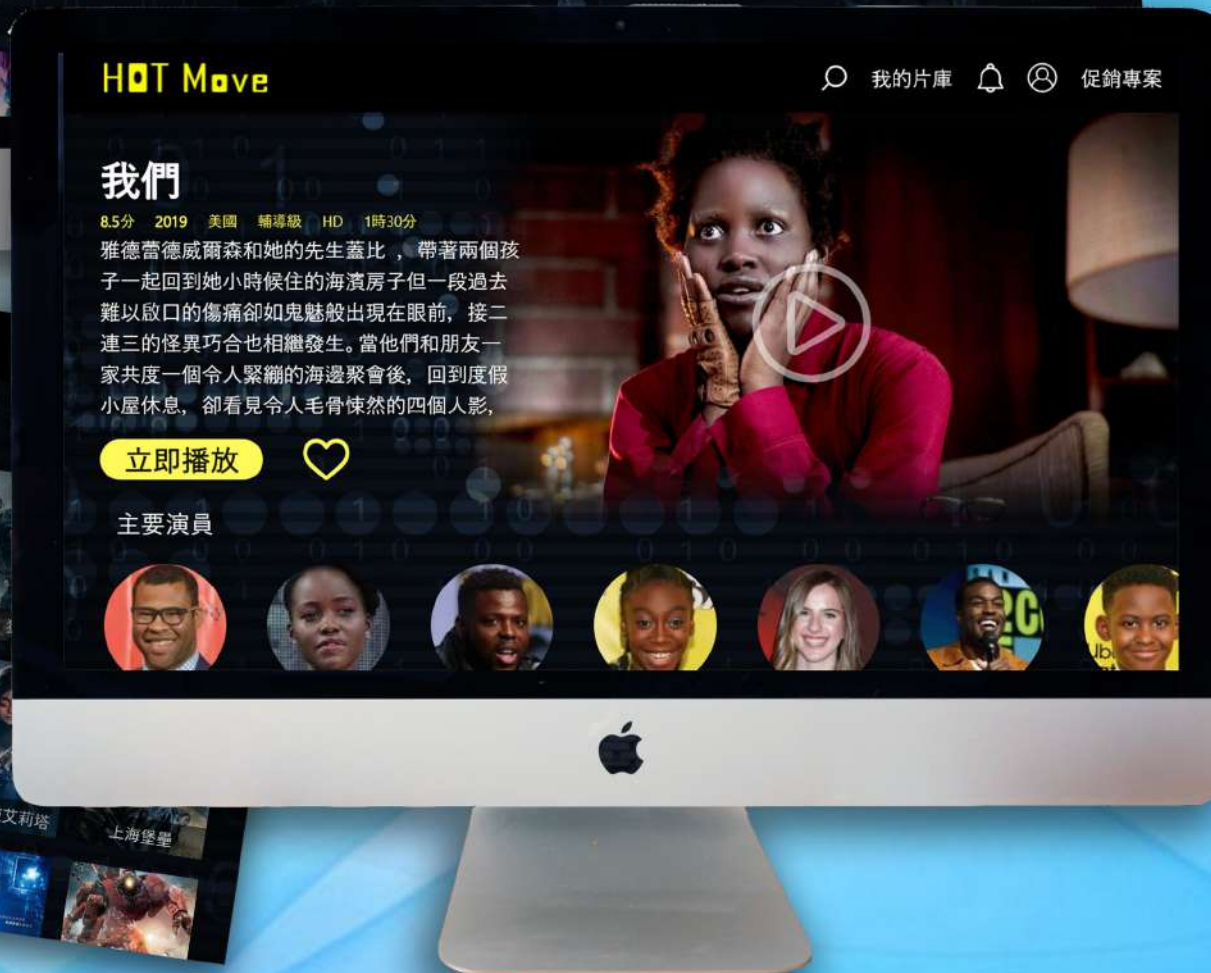 HOT Move
我的片庫
促銷專案
我們
8.5分 2019 美國 輔導級 HD 1時30分
雅德蕾德威爾森和她的先生蓋比 ，帶著兩個孩
子一起回到她小時候住的海濱房子但一段過去
難以啟口的傷痛卻如鬼魅般出現在眼前，接二
連三的怪異巧合也相繼發生。當他們和朋友一
家共度一個令人緊繃的海邊聚會後，回到度假
小屋休息，卻看見令人毛骨悚然的四個人影，
立即播放
主要演員
艾莉塔
上海堡壘